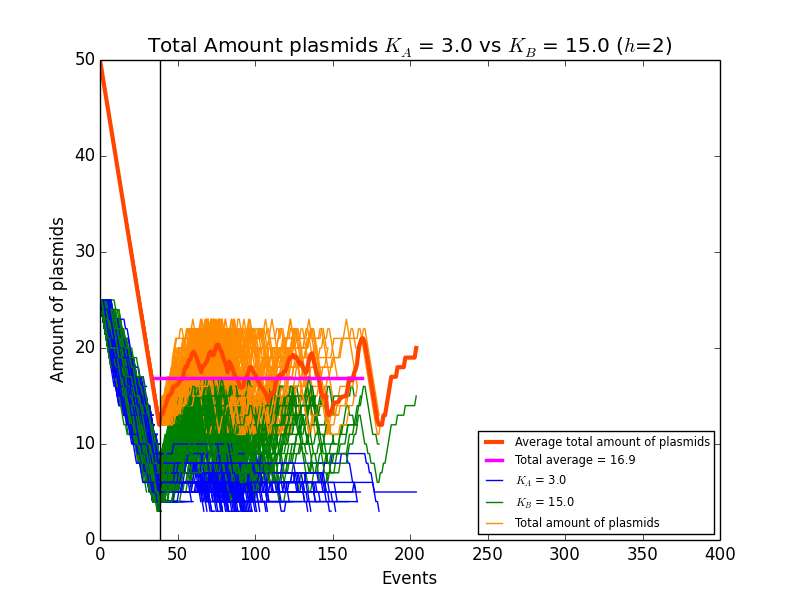 Total Amount plasmids K_A = 3.0 vs K_B = 15.0 (h=2)
Amount of plasmids
50
40
30
20
10
0
0 50 100 150 200 250 300 350 400
Events
Average total amount of plasmids
Total average = 16.9
K_A = 3.0
K_B = 15.0
Total amount of plasmids